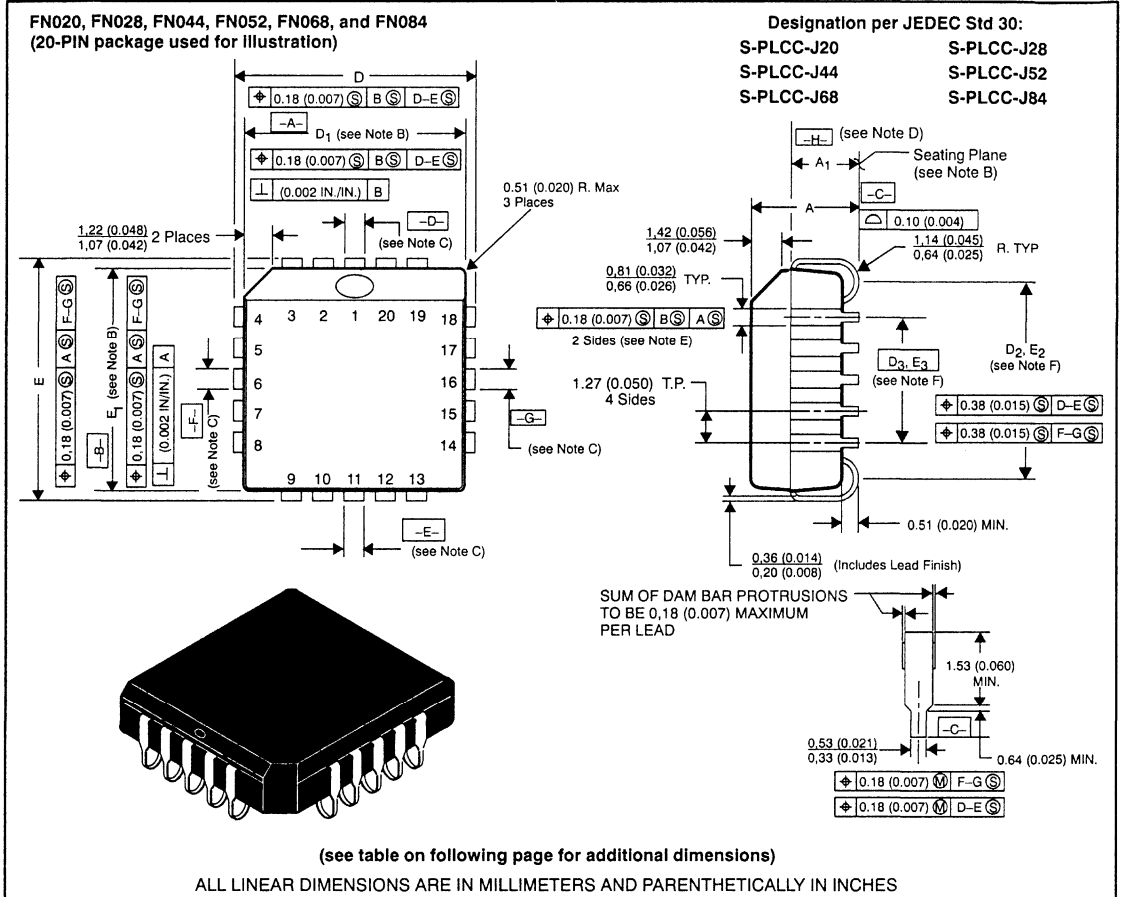 FN020, FN028, FN044, FN052, FN068, and FN084
(20-PIN package used for illustration)
Designation per JEDEC Std 30:
S-PLCC-J20 S-PLCC-J28
S-PLCC-J44 S-PLCC-J52
S-PLCC-J68 S-PLCC-J84
D
⌖ 0.18 (0.007) Ⓢ B Ⓢ D–E Ⓢ
–A–
D1 (see Note B)
⌖ 0.18 (0.007) Ⓢ B Ⓢ D–E Ⓢ
⊥ (0.002 IN./IN.) B
0.51 (0.020) R. Max
3 Places
–D–
(see Note C)
1,22 (0.048)
1,07 (0.042)
2 Places
–H– (see Note D)
A1
Seating Plane
(see Note B)
–C–
A
⌓ 0.10 (0.004)
1,42 (0.056)
1,07 (0.042)
1,14 (0.045)
0,64 (0.025)
R. TYP
0,81 (0.032)
0,66 (0.026)
TYP.
⌖ 0.18 (0.007) Ⓢ B Ⓢ A Ⓢ
2 Sides (see Note E)
1.27 (0.050) T.P.
4 Sides
D3, E3
(see Note F)
D2, E2
(see Note F)
⌖ 0.38 (0.015) Ⓢ D–E Ⓢ
⌖ 0.38 (0.015) Ⓢ F–G Ⓢ
E
⌖ 0,18 (0.007) Ⓢ A Ⓢ F–G Ⓢ
–B–
E1 (see Note B)
⌖ 0,18 (0.007) Ⓢ A Ⓢ F–G Ⓢ
⊥ (0.002 IN/IN.) A
–F–
(see Note C)
3 2 1 20 19
4 18
5 17
6 16
7 15
8 14
9 10 11 12 13
–G–
(see Note C)
–E–
(see Note C)
0.51 (0.020) MIN.
0,36 (0.014)
0,20 (0.008)
(Includes Lead Finish)
SUM OF DAM BAR PROTRUSIONS
TO BE 0,18 (0.007) MAXIMUM
PER LEAD
1.53 (0.060)
MIN.
–C–
0,53 (0.021)
0,33 (0.013)
0.64 (0.025) MIN.
⌖ 0.18 (0.007) Ⓜ F–G Ⓢ
⌖ 0.18 (0.007) Ⓜ D–E Ⓢ
(see table on following page for additional dimensions)
ALL LINEAR DIMENSIONS ARE IN MILLIMETERS AND PARENTHETICALLY IN INCHES